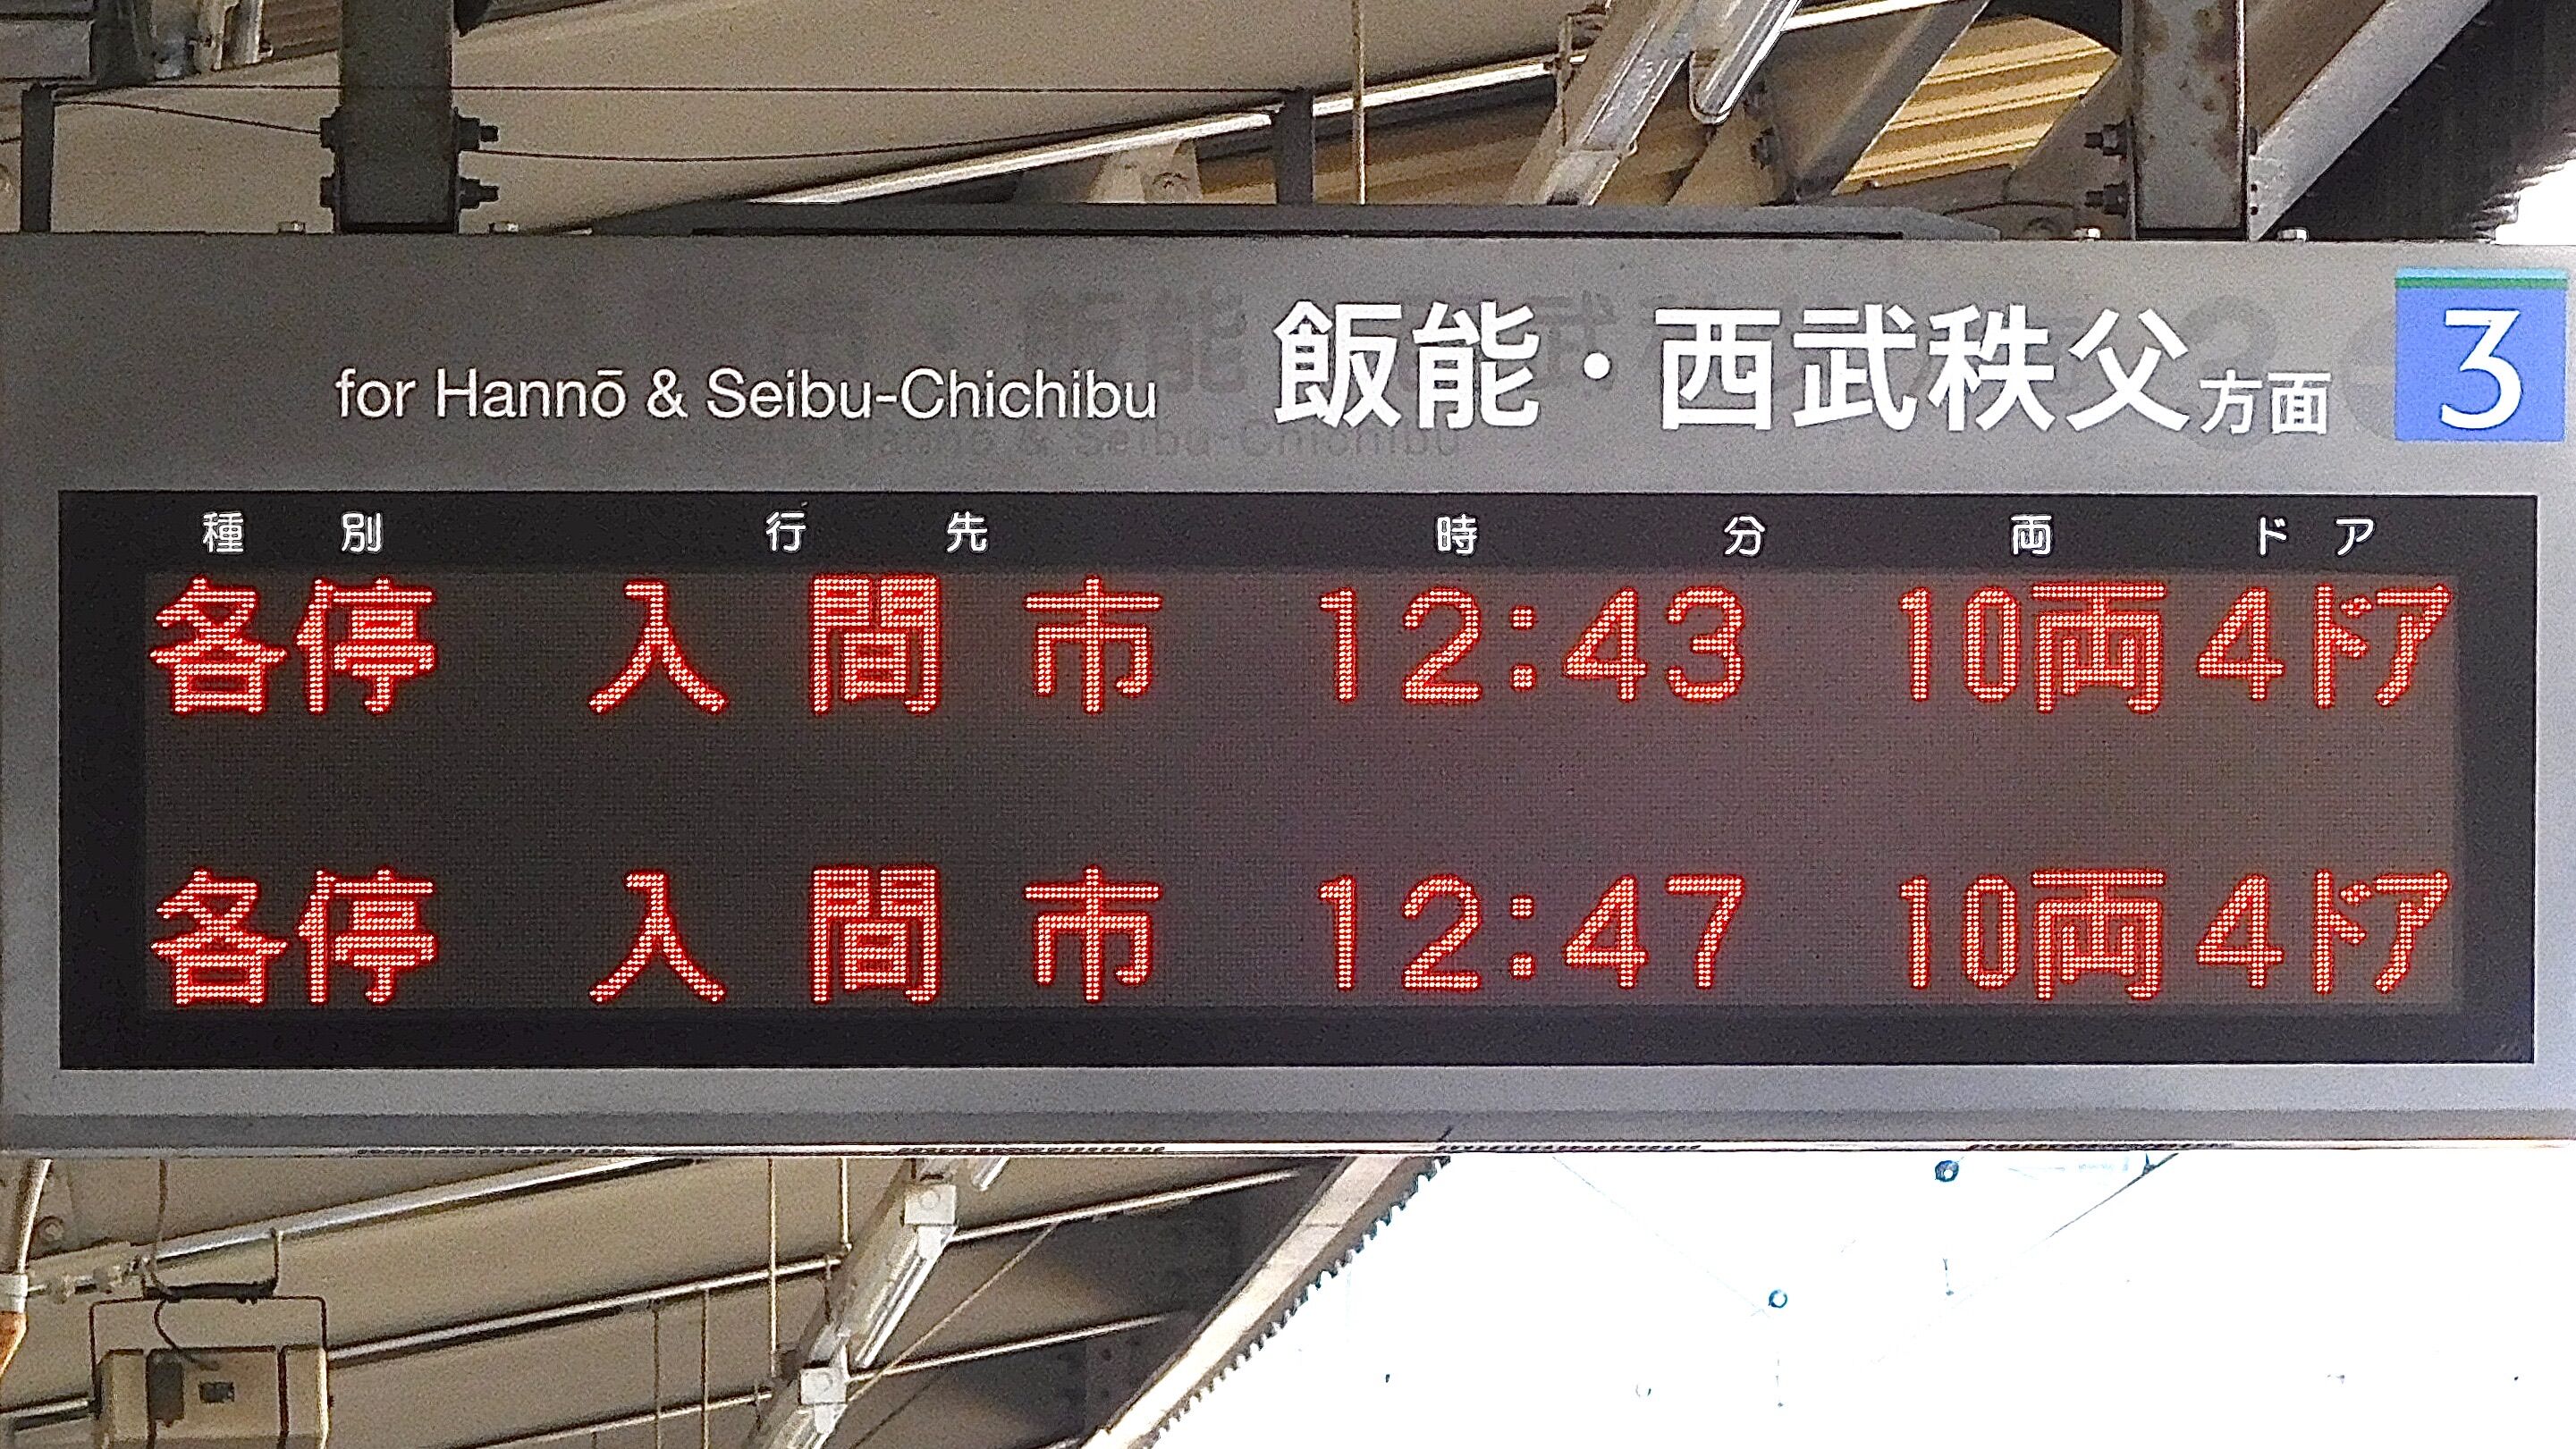 for Hannō & Seibu-Chichibu 飯能・西武秩父方面 3
種別 行先 時分 両 ドア
各停 入間市 12:43 10両 4ドア
各停 入間市 12:47 10両 4ドア